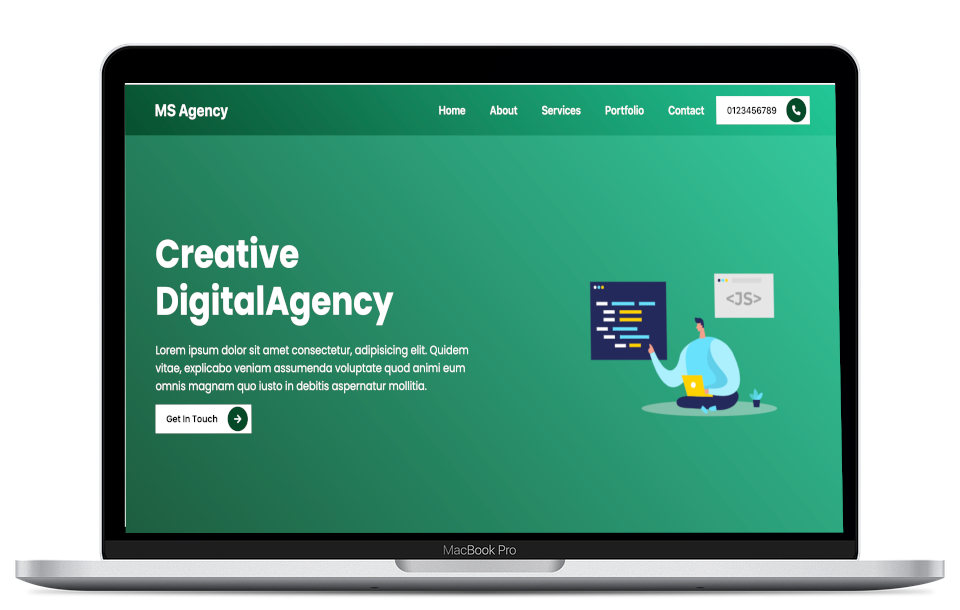 MS Agency
Home About Services Portfolio Contact 0123456789
Creative
DigitalAgency
Lorem ipsum dolor sit amet consectetur, adipisicing elit. Quidem
vitae, explicabo veniam assumenda voluptate quod animi eum
omnis magnam quo iusto in debitis aspernatur mollitia.
Get In Touch
<JS>
MacBook Pro